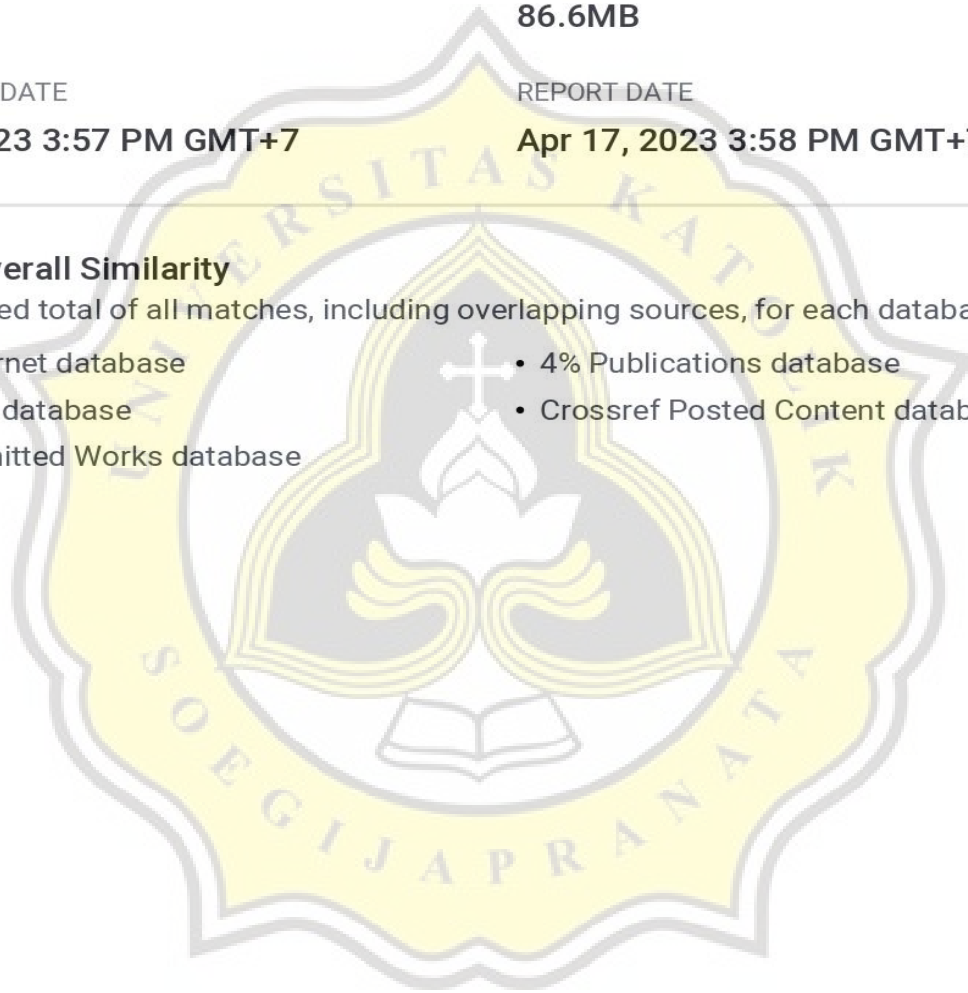 86.6MB
DATE REPORT DATE
23 3:57 PM GMT+7 Apr 17, 2023 3:58 PM GMT+
erall Similarity
ed total of all matches, including overlapping sources, for each databa
rnet database • 4% Publications database
database • Crossref Posted Content datab
itted Works database
UNIVERSITAS KATOLIK
SOEGIJAPRANATA